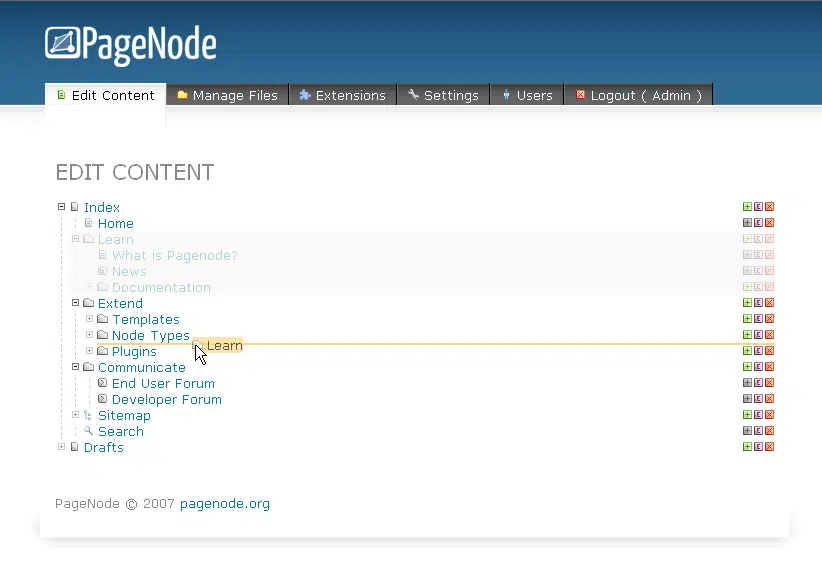 PageNode
Edit Content Manage Files Extensions Settings Users Logout ( Admin )
EDIT CONTENT
Index
Home
Learn
What is Pagenode?
News
Documentation
Extend
Templates
Node Types
Learn
Plugins
Communicate
End User Forum
Developer Forum
Sitemap
Search
Drafts
PageNode © 2007 pagenode.org